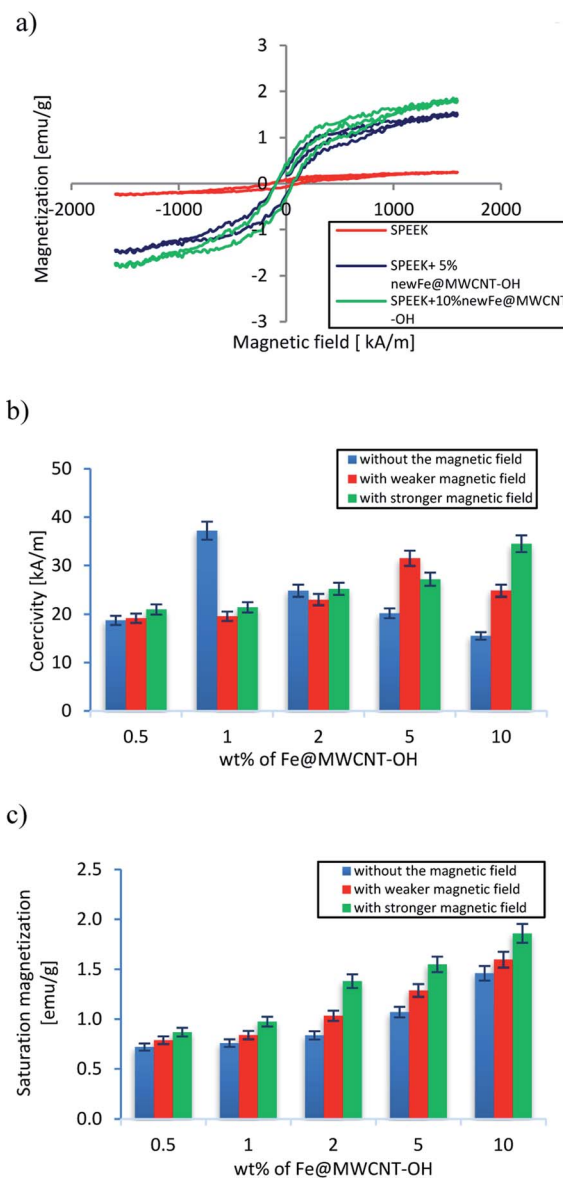 a)
3
2
1
0
-2000
-1000
0
1000
2000
-1
-2
-3
Magnetization [emu/g]
Magnetic field [ kA/m]
SPEEK
SPEEK+ 5%
newFe@MWCNT-OH
SPEEK+10%newFe@MWCNT
-OH
b)
without the magnetic field
with weaker magnetic field
with stronger magnetic field
50
40
30
20
10
0
Coercivity [kA/m]
0.5
1
2
5
10
wt% of Fe@MWCNT-OH
c)
without the magnetic field
with weaker magnetic field
with stronger magnetic field
2.5
2.0
1.5
1.0
0.5
0.0
Saturation magnetization
[emu/g]
0.5
1
2
5
10
wt% of Fe@MWCNT-OH